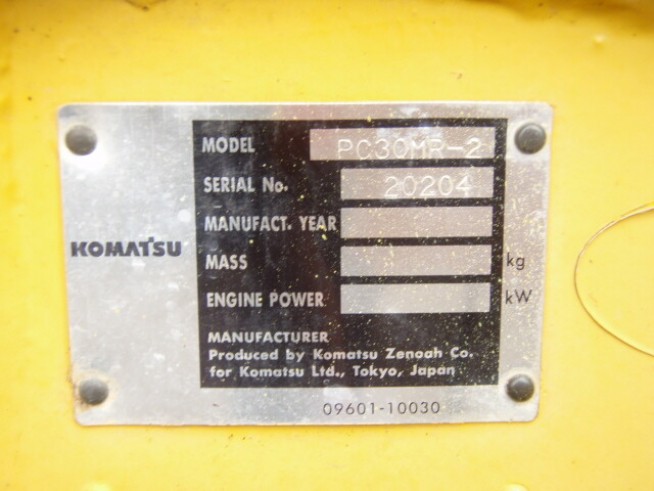 MODEL PC30MR-2
SERIAL No. 20204
MANUFACT. YEAR
KOMATSU
MASS kg
ENGINE POWER kW
MANUFACTURER
Produced by Komatsu Zenoah Co.
for Komatsu Ltd., Tokyo, Japan
09601-10030